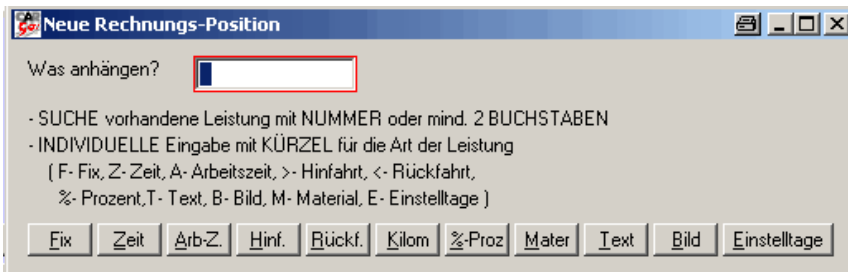 Neue Rechnungs-Position
Was anhängen?
- SUCHE vorhandene Leistung mit NUMMER oder mind. 2 BUCHSTABEN
- INDIVIDUELLE Eingabe mit KÜRZEL für die Art der Leistung
( F- Fix, Z- Zeit, A- Arbeitszeit, >- Hinfahrt, <- Rückfahrt,
%- Prozent,T- Text, B- Bild, M- Material, E- Einstelltage )
Fix Zeit Arb-Z. Hinf. Rückf. Kilom %-Proz Mater Text Bild Einstelltage